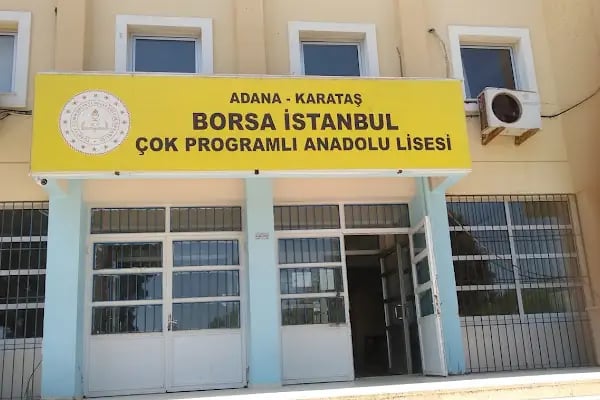 ADANA - KARATAŞ
BORSA İSTANBUL
ÇOK PROGRAMLI ANADOLU LİSESİ